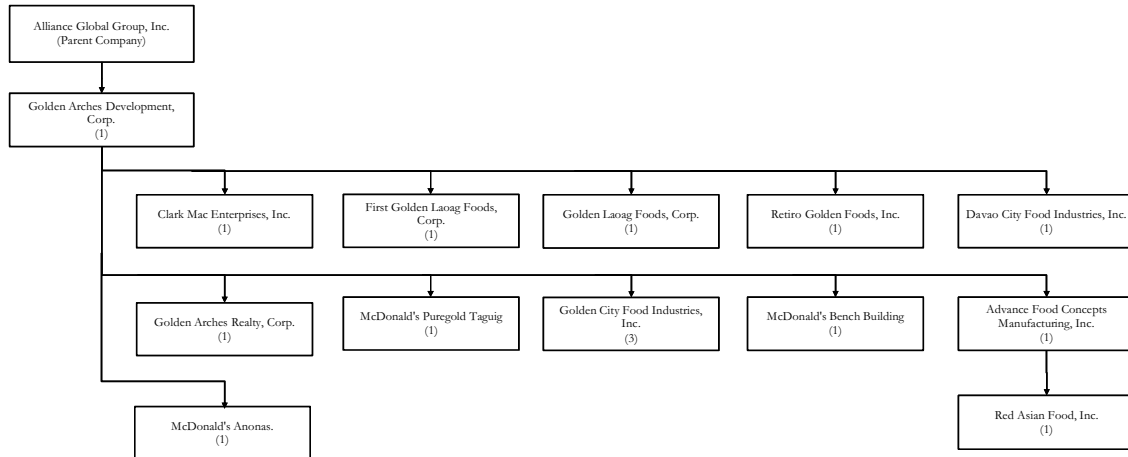 Alliance Global Group, Inc.
(Parent Company)
Golden Arches Development,
Corp.
(1)
Clark Mac Enterprises, Inc.
(1)
First Golden Laoag Foods,
Corp.
(1)
Golden Laoag Foods, Corp.
(1)
Retiro Golden Foods, Inc.
(1)
Davao City Food Industries, Inc.
(1)
Golden Arches Realty, Corp.
(1)
McDonald's Puregold Taguig
(1)
Golden City Food Industries,
Inc.
(3)
McDonald's Bench Building
(1)
Advance Food Concepts
Manufacturing, Inc.
(1)
McDonald's Anonas.
(1)
Red Asian Food, Inc.
(1)